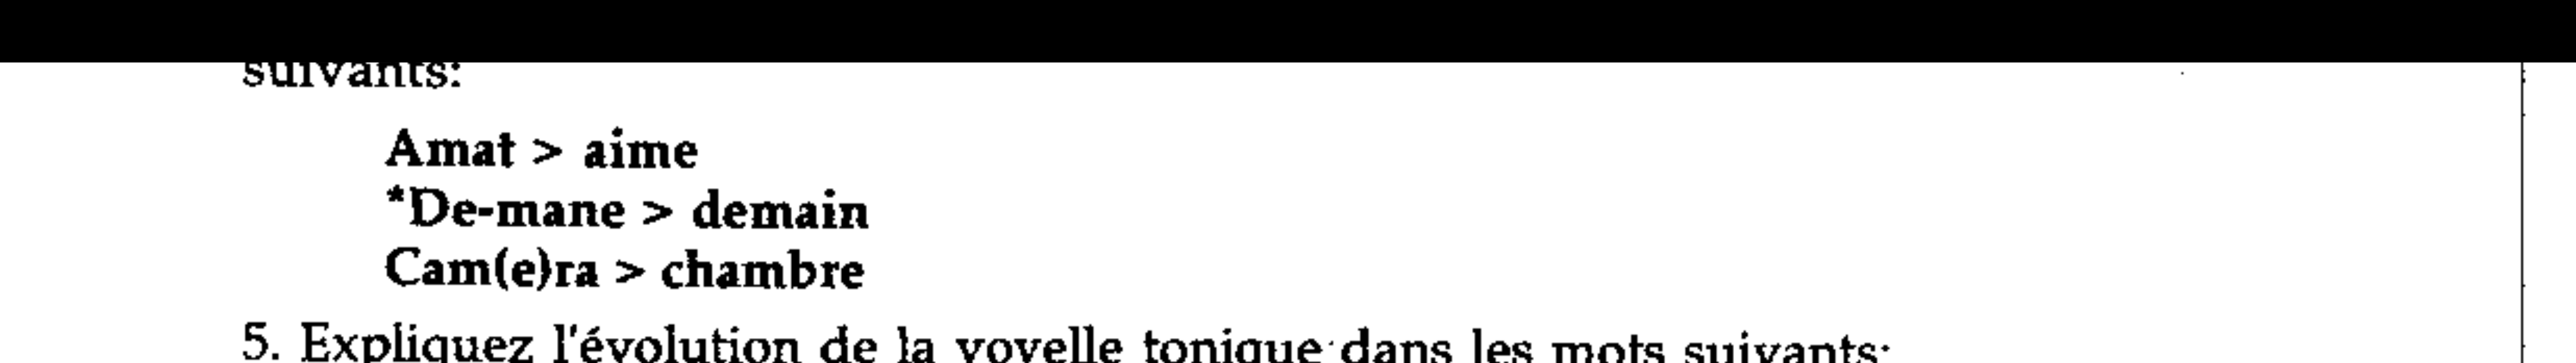 suivants:
Amat > aime
*De-mane > demain
Cam(e)ra > chambre
5. Expliquez l'évolution de la voyelle tonique dans les mots suivants: